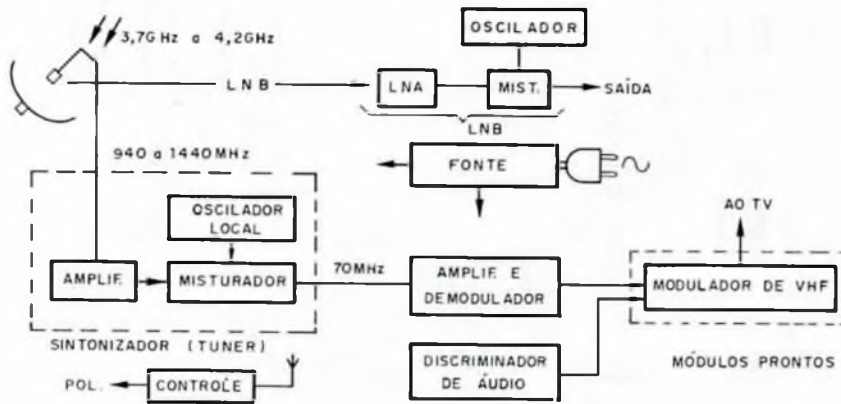 3,7GHz a 4,2GHz
OSCILADOR
LNB
LNA
MIST.
SAÍDA
LNB
940 a 1440MHz
FONTE
OSCILADOR
LOCAL
AO TV
AMPLIF.
MISTURADOR
70MHz
AMPLIF. E
DEMODULADOR
MODULADOR DE VHF
SINTONIZADOR (TUNER)
DISCRIMINADOR
DE ÁUDIO
MÓDULOS PRONTOS
POL.
CONTROLE